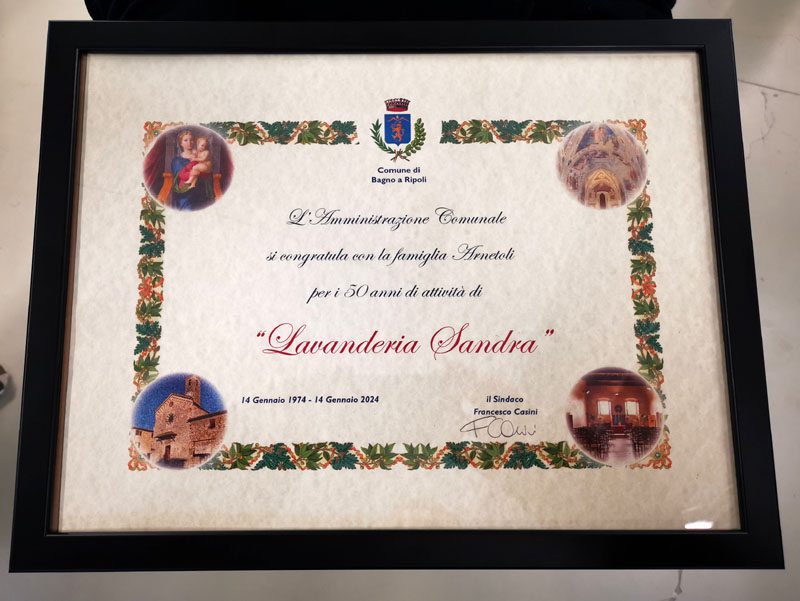 Comune di
Bagno a Ripoli
L'Amministrazione Comunale
si congratula con la famiglia Arnetoli
per i 50 anni di attività di
"Lavanderia Sandra"
14 Gennaio 1974 - 14 Gennaio 2024
il Sindaco
Francesco Casini